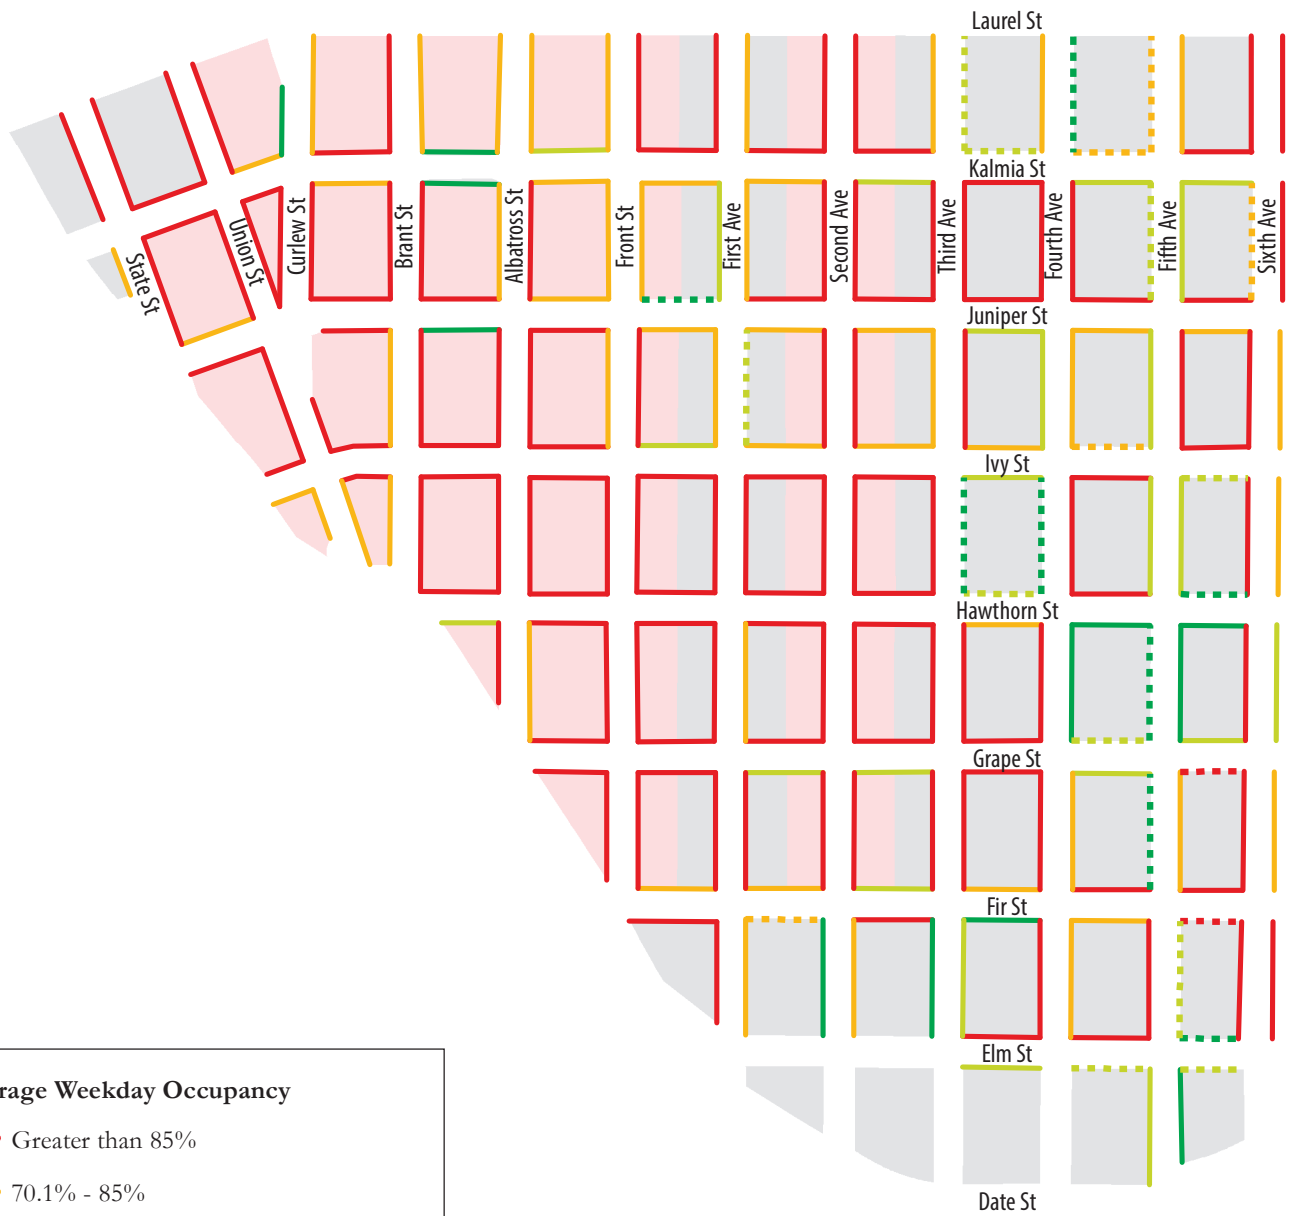 Laurel St
Kalmia St
State St
Union St
Curlew St
Brant St
Albatross St
Front St
First Ave
Second Ave
Third Ave
Fourth Ave
Fifth Ave
Sixth Ave
Juniper St
Ivy St
Hawthorn St
Grape St
Fir St
Elm St
Date St
rage Weekday Occupancy
Greater than 85%
70.1% - 85%